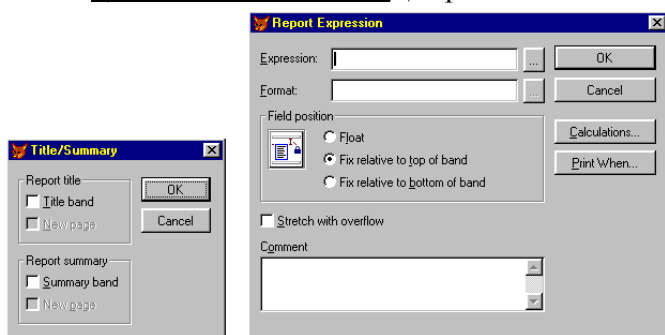 Report Expression
Expression:
...
OK
Format:
...
Cancel
Field position
Float
Fix relative to top of band
Fix relative to bottom of band
Calculations...
Print When...
Stretch with overflow
Comment
Title/Summary
Report title
Title band
New page
OK
Cancel
Report summary
Summary band
New page